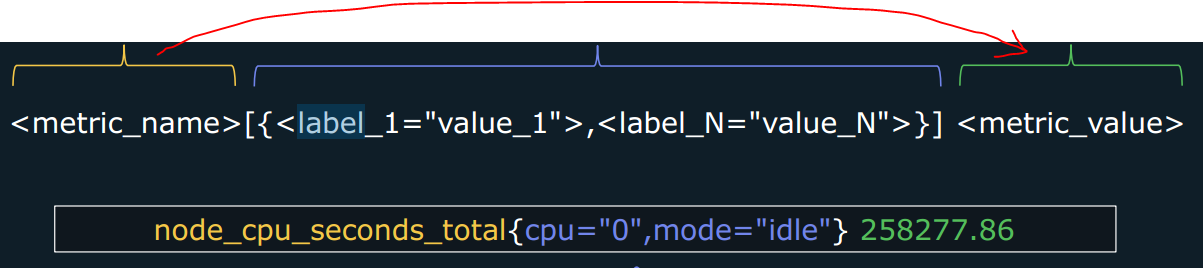 <metric_name>[{<label_1="value_1">,<label_N="value_N">}] <metric_value>
node_cpu_seconds_total{cpu="0",mode="idle"} 258277.86